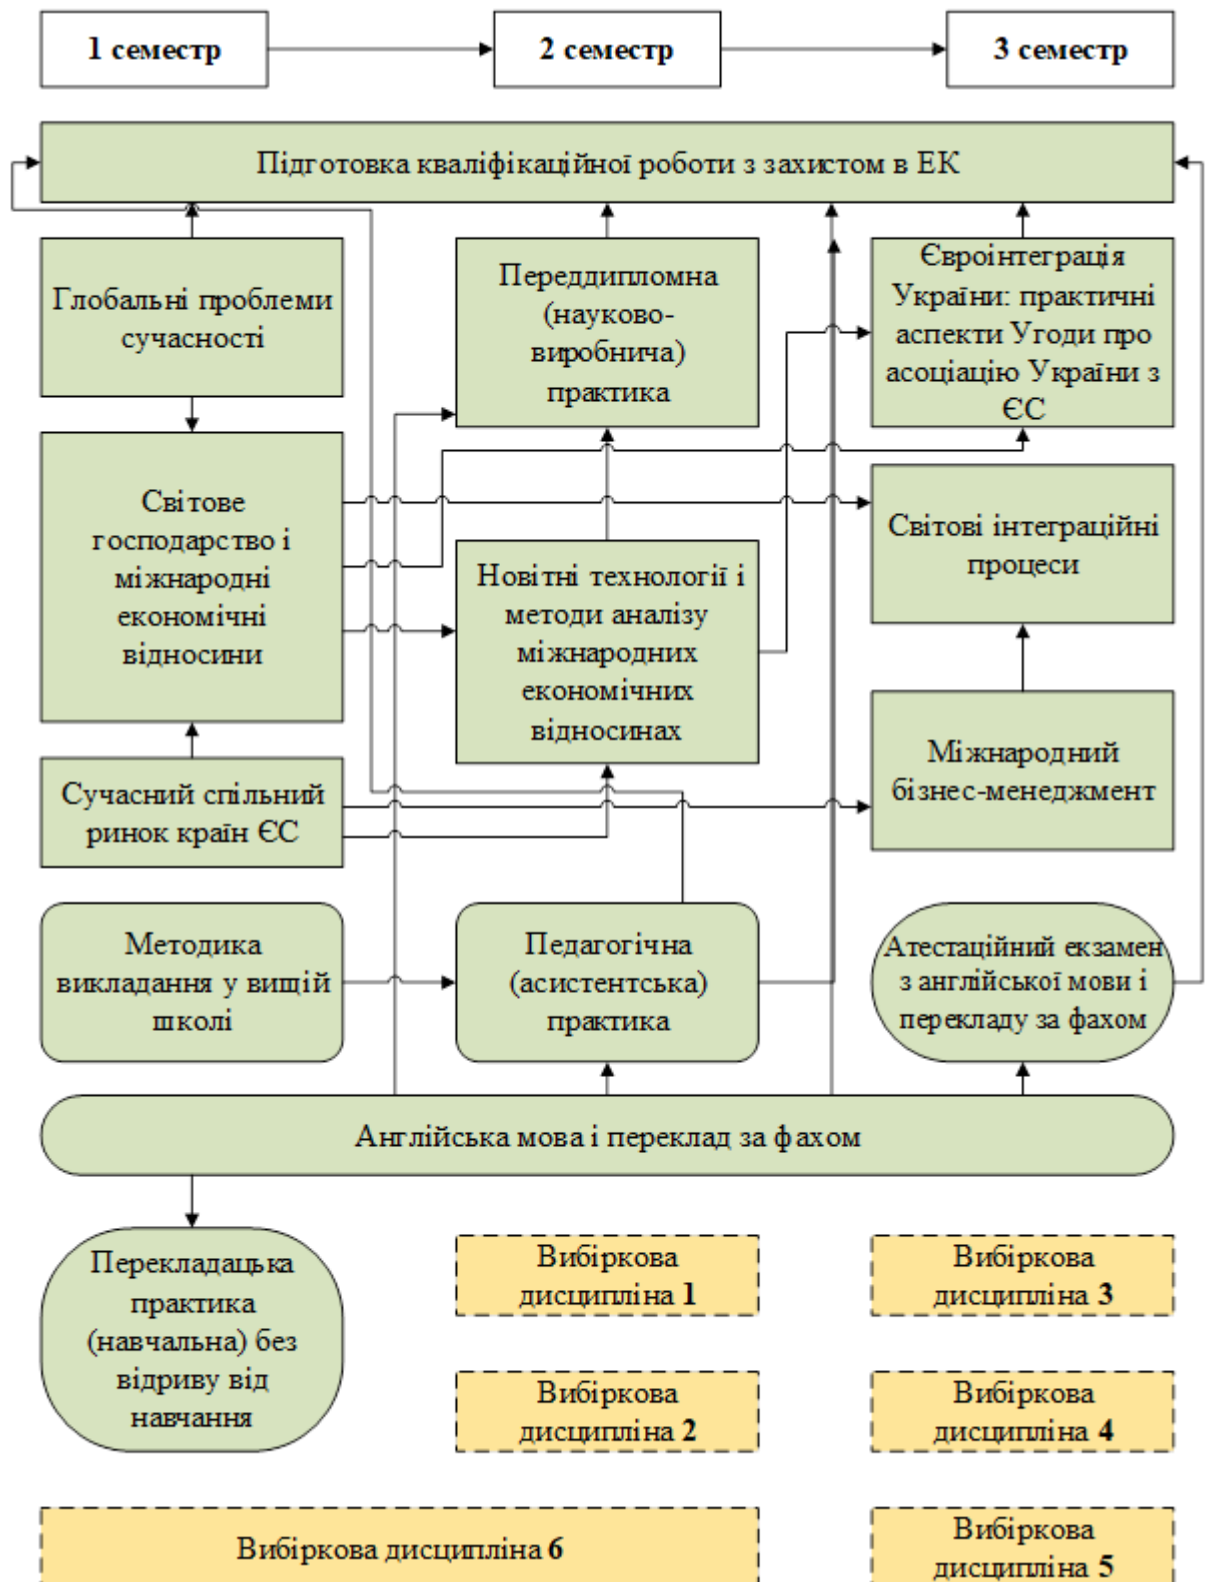 1 семестр
2 семестр
3 семестр
Підготовка кваліфікаційної роботи з захистом в ЕК
Глобальні проблеми
сучасності
Переддипломна
(науково-
виробнича)
практика
Євроінтеграція
України: практичні
аспекти Угоди про
асоціацію України з
ЄС
Світове
господарство і
міжнародні
економічні
відносини
Новітні технології і
методи аналізу
міжнародних
економічних
відносинах
Світові інтеграційні
процеси
Сучасний спільний
ринок країн ЄС
Міжнародний
бізнес-менеджмент
Методика
викладання у вищій
школі
Педагогічна
(асистентська)
практика
Атестаційний екзамен
з англійської мови і
перекладу за фахом
Англійська мова і переклад за фахом
Перекладацька
практика
(навчальна) без
відриву від
навчання
Вибіркова
дисципліна 1
Вибіркова
дисципліна 3
Вибіркова
дисципліна 2
Вибіркова
дисципліна 4
Вибіркова дисципліна 6
Вибіркова
дисципліна 5